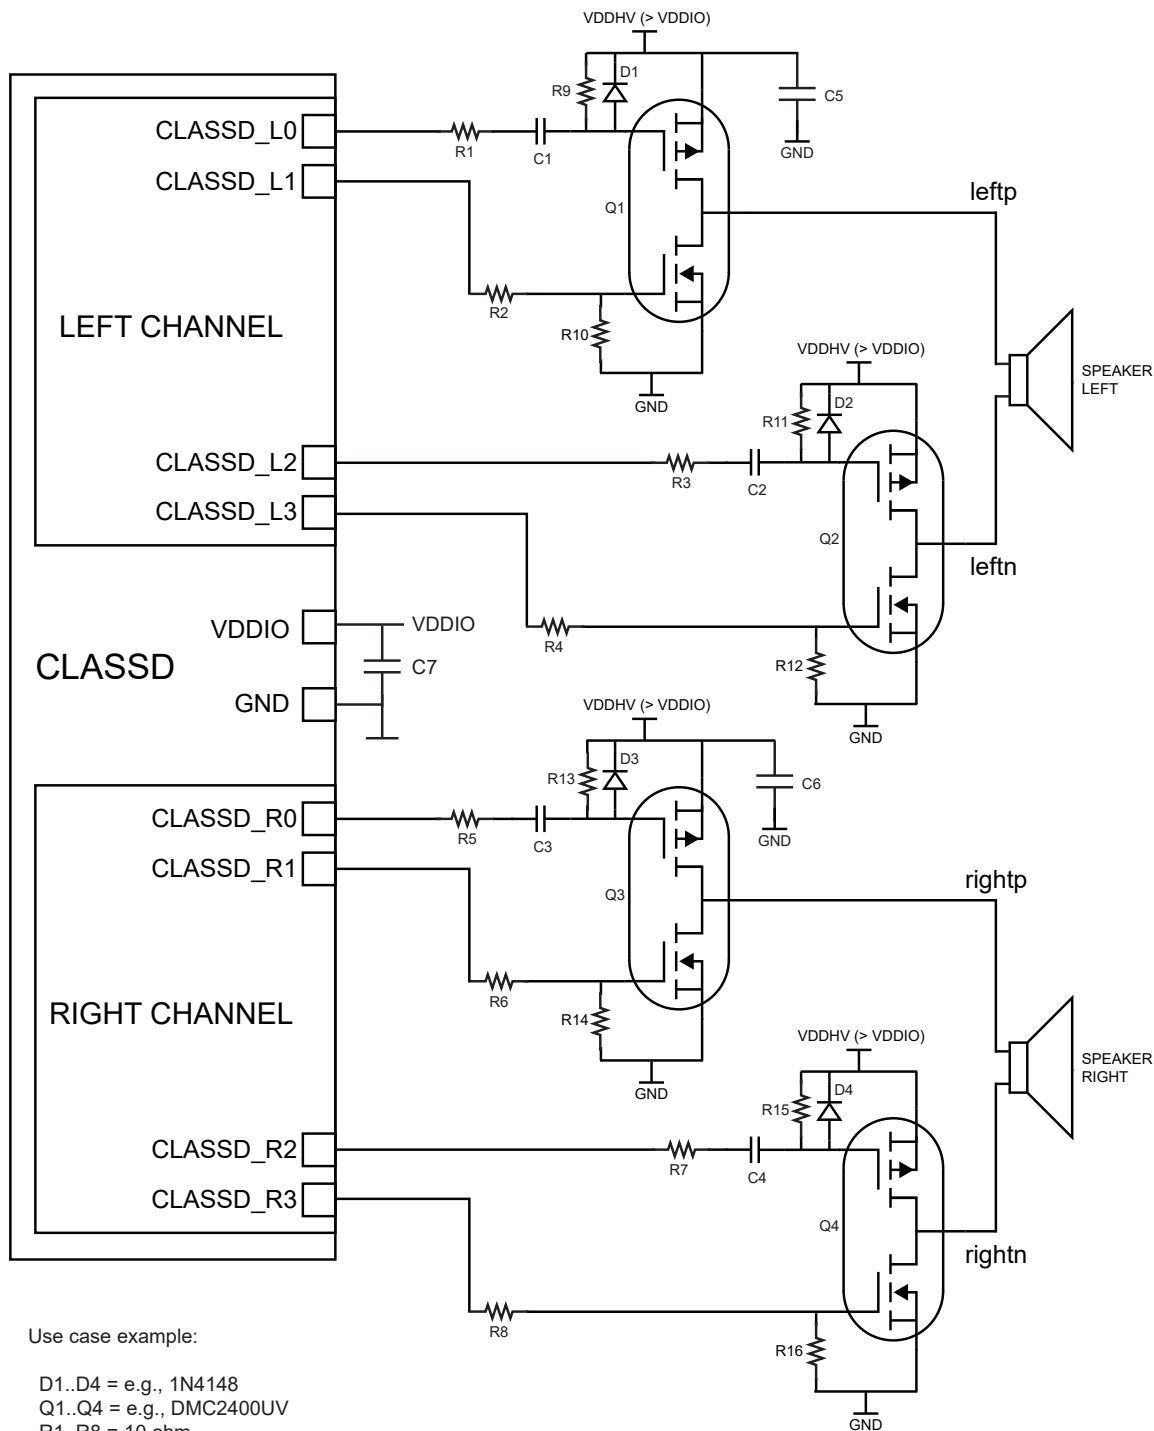 VDDHV (> VDDIO)
R9
D1
C5
CLASSD_L0
R1
C1
GND
CLASSD_L1
leftp
Q1
R2
LEFT CHANNEL
R10
VDDHV (> VDDIO)
SPEAKER
LEFT
GND
R11
D2
CLASSD_L2
R3
C2
CLASSD_L3
Q2
leftn
VDDIO
VDDIO
R4
CLASSD
C7
R12
GND
VDDHV (> VDDIO)
GND
R13
D3
C6
CLASSD_R0
R5
C3
GND
CLASSD_R1
rightp
Q3
R6
RIGHT CHANNEL
R14
VDDHV (> VDDIO)
SPEAKER
RIGHT
GND
R15
D4
CLASSD_R2
R7
C4
CLASSD_R3
Q4
rightn
R8
Use case example:
R16
D1..D4 = e.g., 1N4148
Q1..Q4 = e.g., DMC2400UV
R1..R8 = 10 ohm
GND